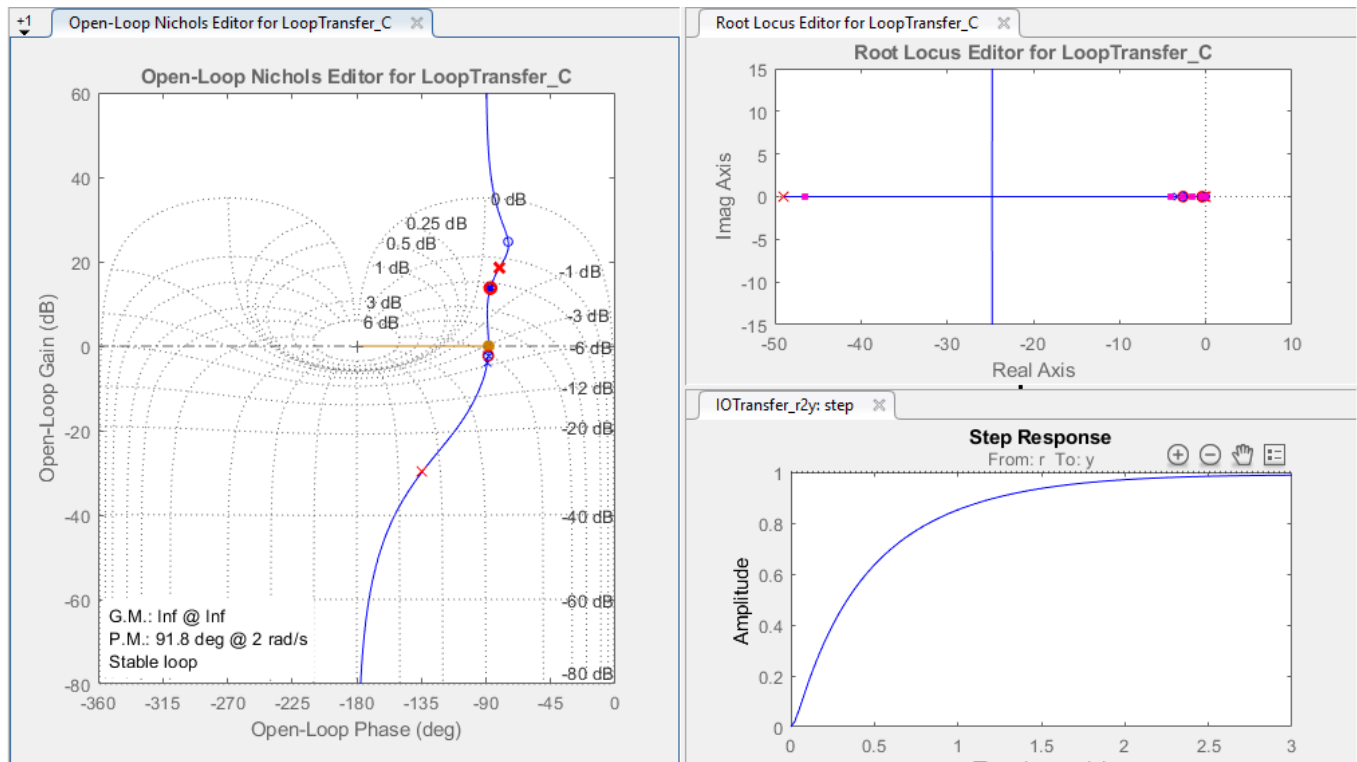 +1
Open-Loop Nichols Editor for LoopTransfer_C
Open-Loop Nichols Editor for LoopTransfer_C
60
40
20
0
-20
-40
-60
-80
Open-Loop Gain (dB)
0 dB
0.25 dB
0.5 dB
1 dB
3 dB
6 dB
-1 dB
-3 dB
-6 dB
-12 dB
-20 dB
-40 dB
-60 dB
-80 dB
G.M.: Inf @ Inf
P.M.: 91.8 deg @ 2 rad/s
Stable loop
-360 -315 -270 -225 -180 -135 -90 -45 0
Open-Loop Phase (deg)
Root Locus Editor for LoopTransfer_C
Root Locus Editor for LoopTransfer_C
15
10
5
0
-5
-10
-15
Imag Axis
-50 -40 -30 -20 -10 0 10
Real Axis
IOTransfer_r2y: step
Step Response
From: r To: y
1
0.8
0.6
0.4
0.2
0
Amplitude
0 0.5 1 1.5 2 2.5 3